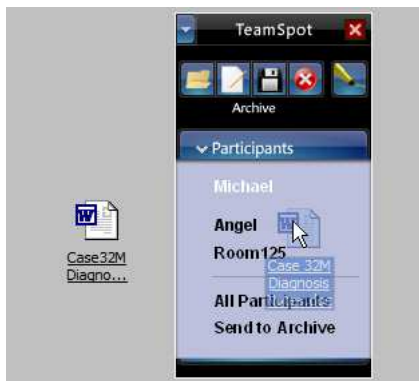 TeamSpot
Archive
Participants
Michael
Angel
Room125
Case 32M
Diagnosis
All Participants
Send to Archive
Case32M
Diagno...